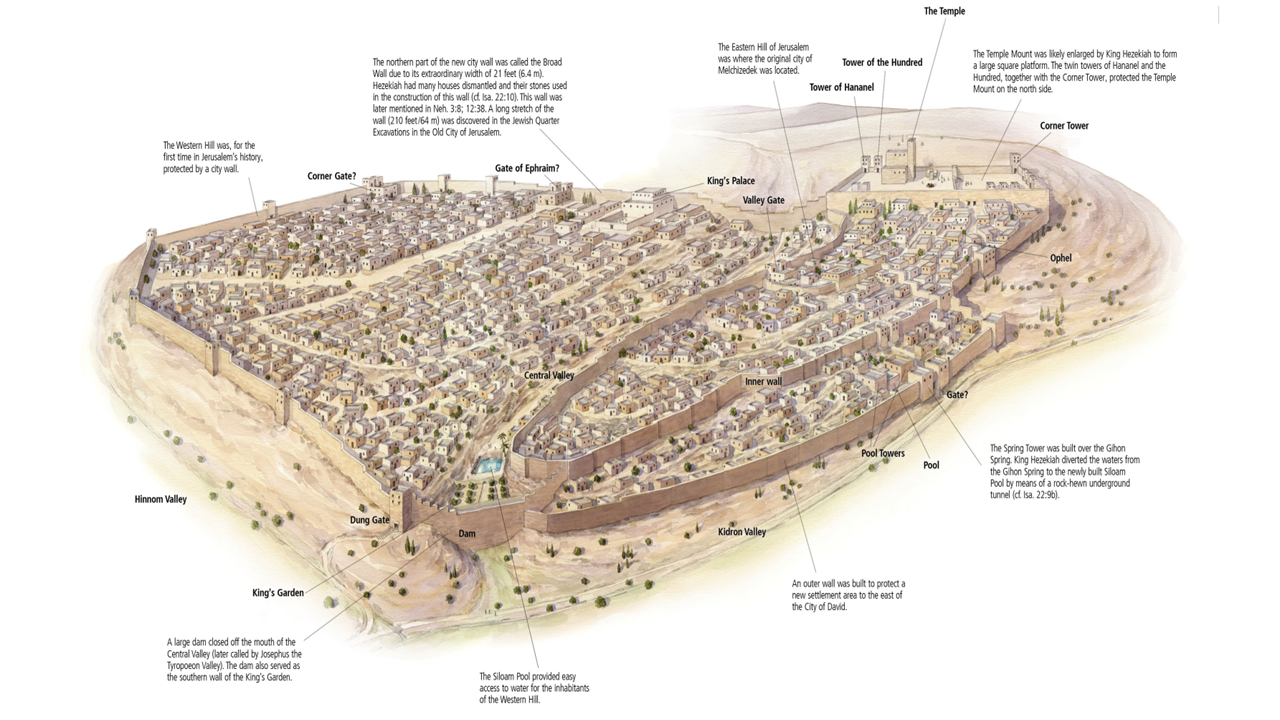 The Temple
The Eastern Hill of Jerusalem
was where the original city of
Melchizedek was located.
Tower of the Hundred
The Temple Mount was likely enlarged by King Hezekiah to form
a large square platform. The twin towers of Hananel and the
Hundred, together with the Corner Tower, protected the Temple
Mount on the north side.
The northern part of the new city wall was called the Broad
Wall due to its extraordinary width of 21 feet (6.4 m).
Hezekiah had many houses dismantled and their stones used
in the construction of this wall (cf. Isa. 22:10). This wall was
later mentioned in Neh. 3:8; 12:38. A long stretch of the
wall (210 feet/64 m) was discovered in the Jewish Quarter
Excavations in the Old City of Jerusalem.
Tower of Hananel
Corner Tower
The Western Hill was, for the
first time in Jerusalem's history,
protected by a city wall.
Corner Gate?
Gate of Ephraim?
King's Palace
Valley Gate
Ophel
Central Valley
Inner wall
Gate?
Pool Towers
Pool
The Spring Tower was built over the Gihon
Spring. King Hezekiah diverted the waters from
the Gihon Spring to the newly built Siloam
Pool by means of a rock-hewn underground
tunnel (cf. Isa. 22:9b).
Hinnom Valley
Dung Gate
Dam
Kidron Valley
King's Garden
An outer wall was built to protect a
new settlement area to the east of
the City of David.
A large dam closed off the mouth of the
Central Valley (later called by Josephus the
Tyropoeon Valley). The dam also served as
the southern wall of the King's Garden.
The Siloam Pool provided easy
access to water for the inhabitants
of the Western Hill.